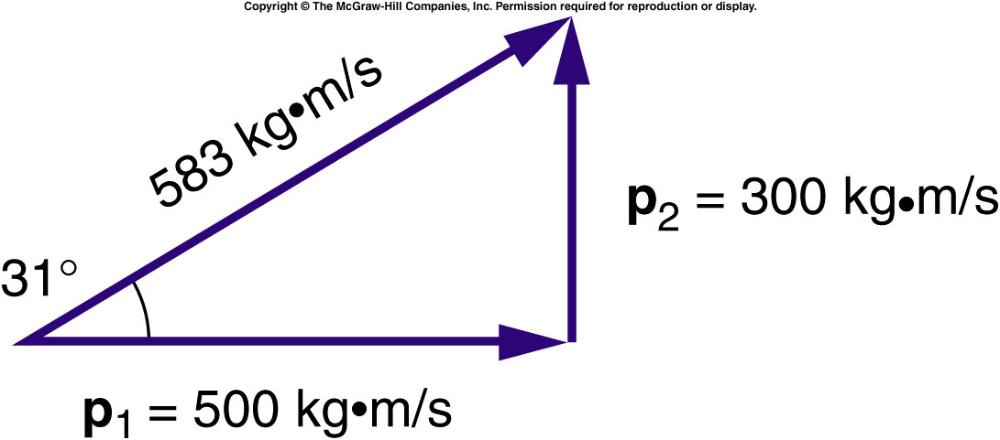 Copyright © The McGraw-Hill Companies, Inc. Permission required for reproduction or display.
583 kg•m/s
31°
p₂ = 300 kg•m/s
p₁ = 500 kg•m/s